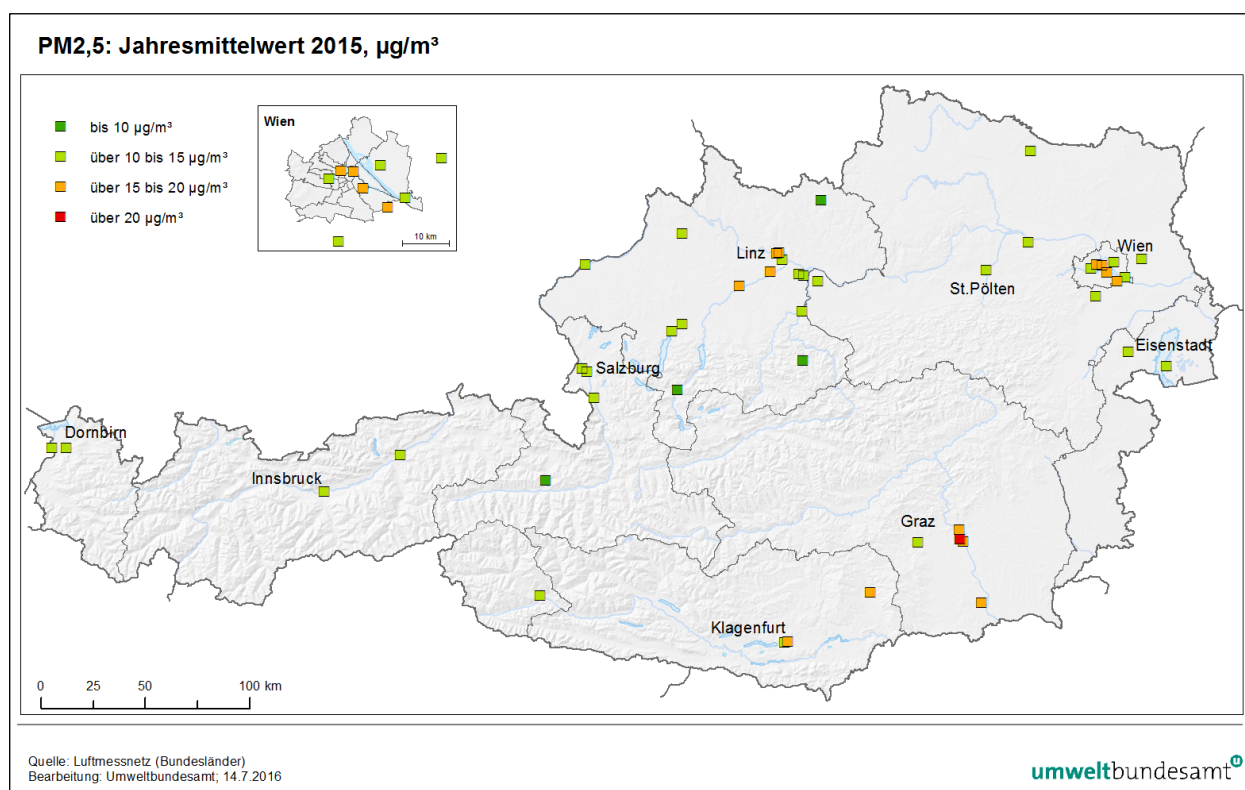 PM2,5: Jahresmittelwert 2015, µg/m³
bis 10 µg/m³
über 10 bis 15 µg/m³
über 15 bis 20 µg/m³
über 20 µg/m³
Wien
10 km
Linz
Wien
St.Pölten
Eisenstadt
Salzburg
Dornbirn
Innsbruck
Graz
Klagenfurt
0 25 50 100 km
Quelle: Luftmessnetz (Bundesländer)
Bearbeitung: Umweltbundesamt; 14.7.2016
umweltbundesamt U